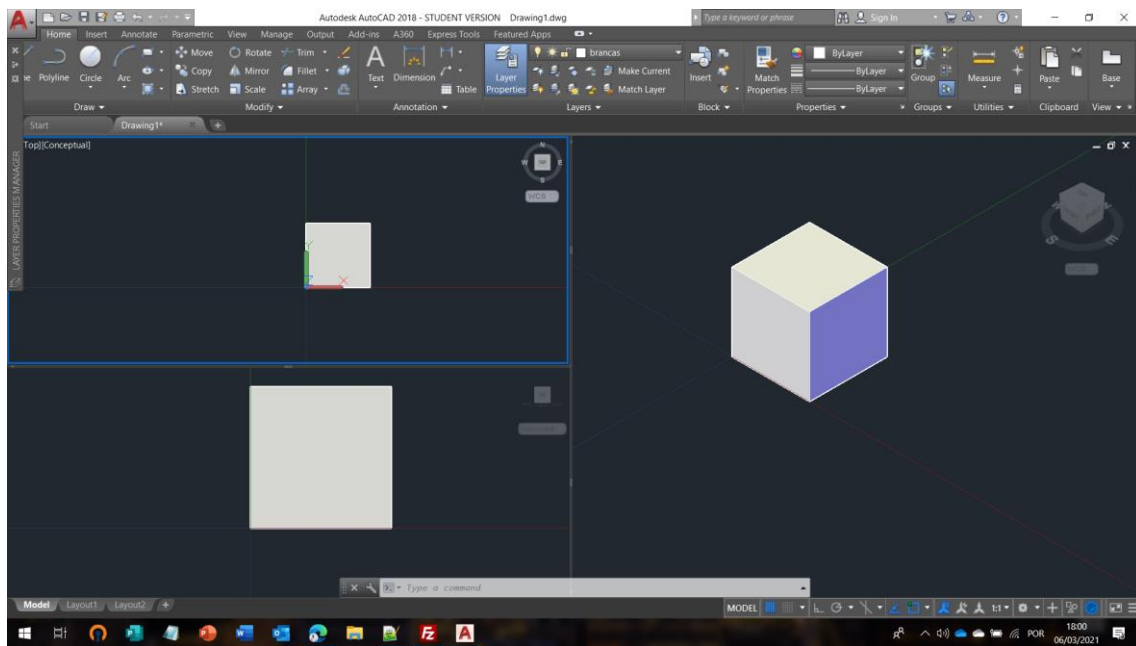 Autodesk AutoCAD 2018 - STUDENT VERSION Drawing1.dwg
Type a keyword or phrase
Sign In
Home Insert Annotate Parametric View Manage Output Add-ins A360 Express Tools Featured Apps
Polyline Circle Arc
Move Rotate Trim
Copy Mirror Fillet
Stretch Scale Array
Text Dimension
Table
Layer Properties
brancas
Make Current
Match Layer
Insert
Match Properties
ByLayer
ByLayer
ByLayer
Group
Measure
Paste
Base
Draw Modify Annotation Layers Block Properties Groups Utilities Clipboard View
Start Drawing1* +
Top][Conceptual]
LAYER PROPERTIES MANAGER
N
W TOP E
S
WCS
Y
X
S E
Type a command
Model Layout1 Layout2 +
MODEL 1:1
POR 18:00
06/03/2021